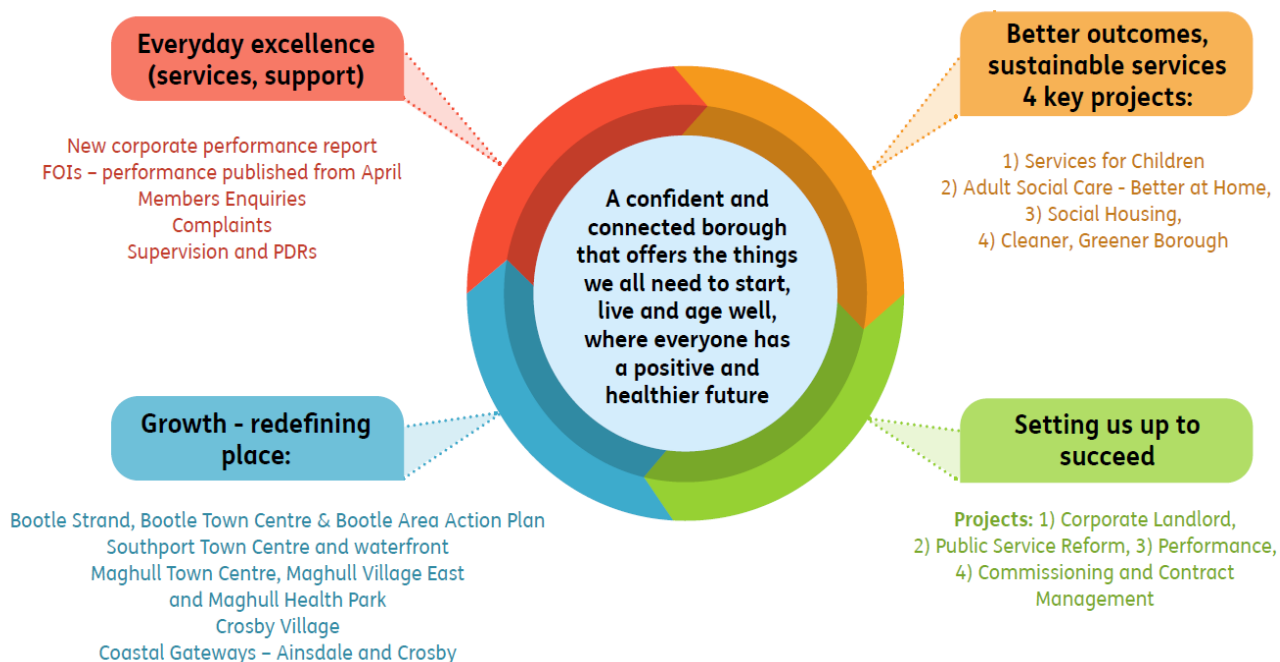 Everyday excellence
(services, support)
New corporate performance report
FOIs – performance published from April
Members Enquiries
Complaints
Supervision and PDRs
Better outcomes,
sustainable services
4 key projects:
1) Services for Children
2) Adult Social Care - Better at Home,
3) Social Housing,
4) Cleaner, Greener Borough
A confident and
connected borough
that offers the things
we all need to start,
live and age well,
where everyone has
a positive and
healthier future
Growth - redefining
place:
Bootle Strand, Bootle Town Centre & Bootle Area Action Plan
Southport Town Centre and waterfront
Maghull Town Centre, Maghull Village East
and Maghull Health Park
Crosby Village
Coastal Gateways – Ainsdale and Crosby
Setting us up to
succeed
Projects: 1) Corporate Landlord,
2) Public Service Reform, 3) Performance,
4) Commissioning and Contract
Management